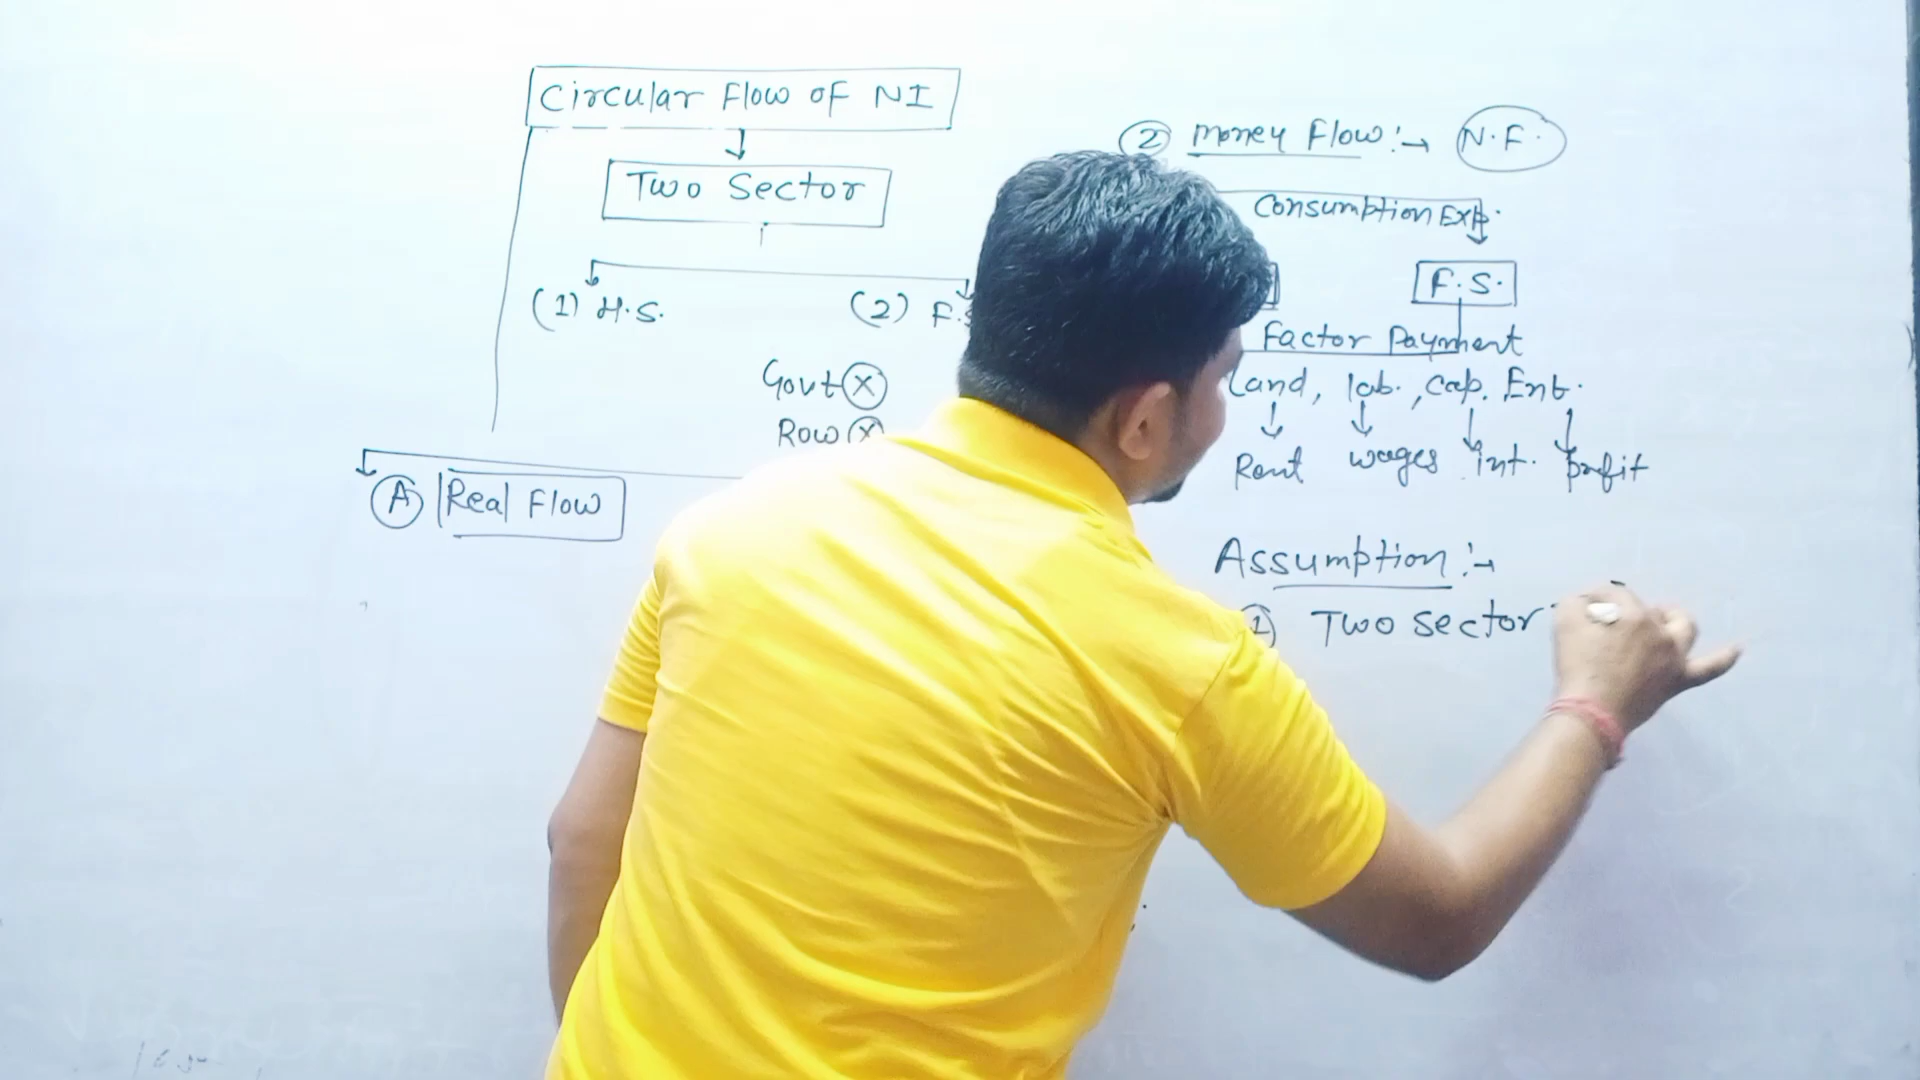 Circular Flow of NI
Two Sector
(1) H.S. (2) F.S
Govt X
Row X
A Real Flow
2 Money Flow :→ N.F.
Consumption Exp.
F.S.
Factor Payment
Land, lab., Cap. Ent.
Rent wages int. profit
Assumption :→
1 Two Sector